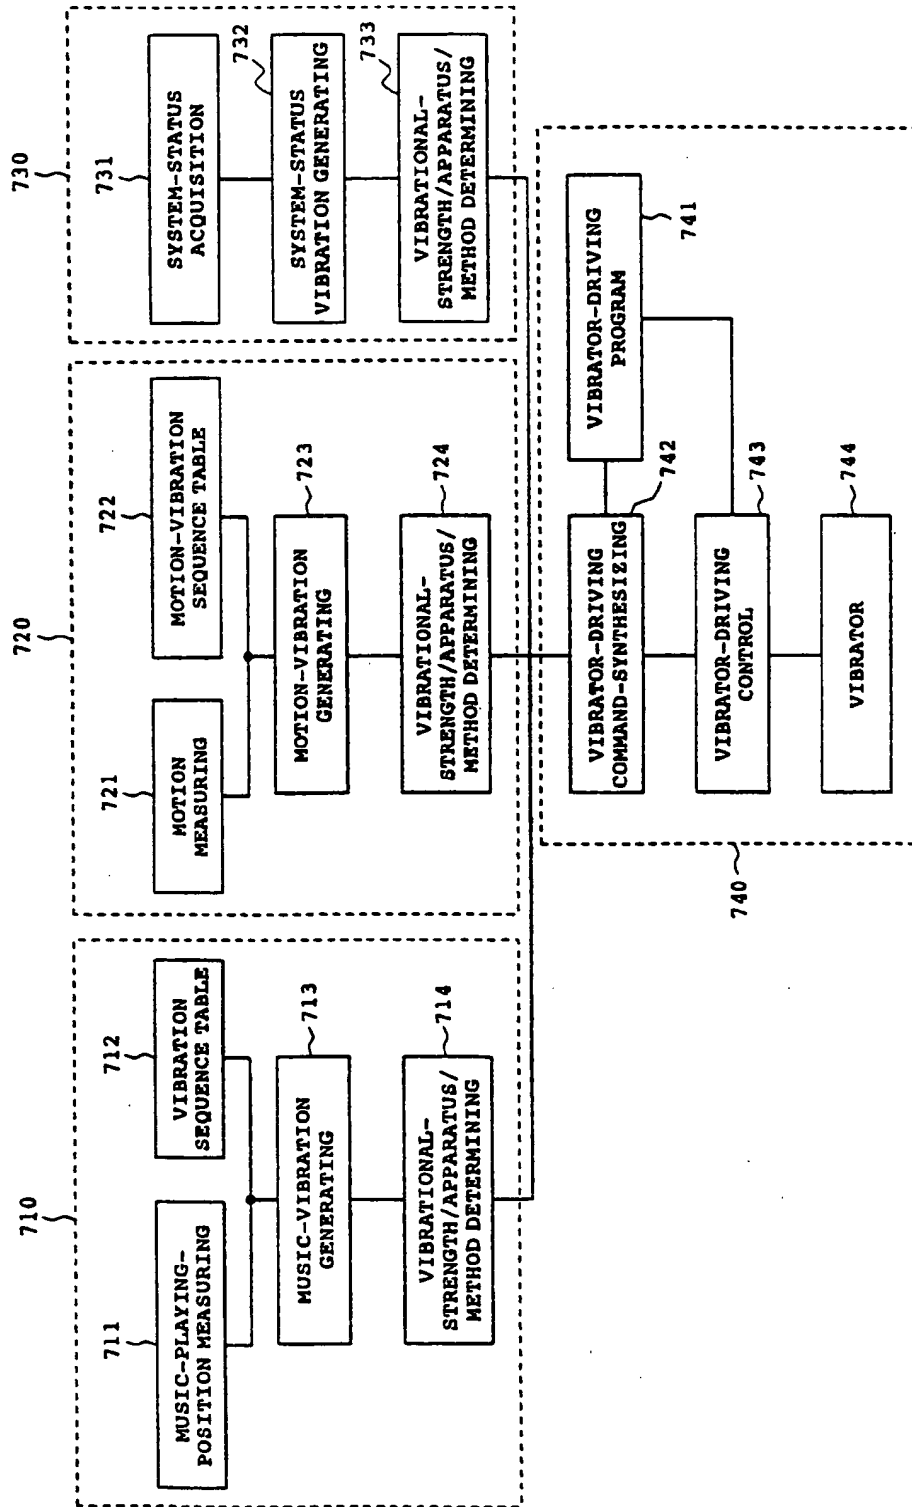 710
711
MUSIC-PLAYING-
POSITION MEASURING
712
VIBRATION
SEQUENCE TABLE
713
MUSIC-VIBRATION
GENERATING
714
VIBRATIONAL-
STRENGTH/APPARATUS/
METHOD DETERMINING
720
721
MOTION
MEASURING
722
MOTION-VIBRATION
SEQUENCE TABLE
723
MOTION-VIBRATION
GENERATING
724
VIBRATIONAL-
STRENGTH/APPARATUS/
METHOD DETERMINING
730
731
SYSTEM-STATUS
ACQUISITION
732
SYSTEM-STATUS
VIBRATION GENERATING
733
VIBRATIONAL-
STRENGTH/APPARATUS/
METHOD DETERMINING
740
VIBRATOR-DRIVING
COMMAND-SYNTHESIZING
742
VIBRATOR-DRIVING
PROGRAM
741
VIBRATOR-DRIVING
CONTROL
743
VIBRATOR
744